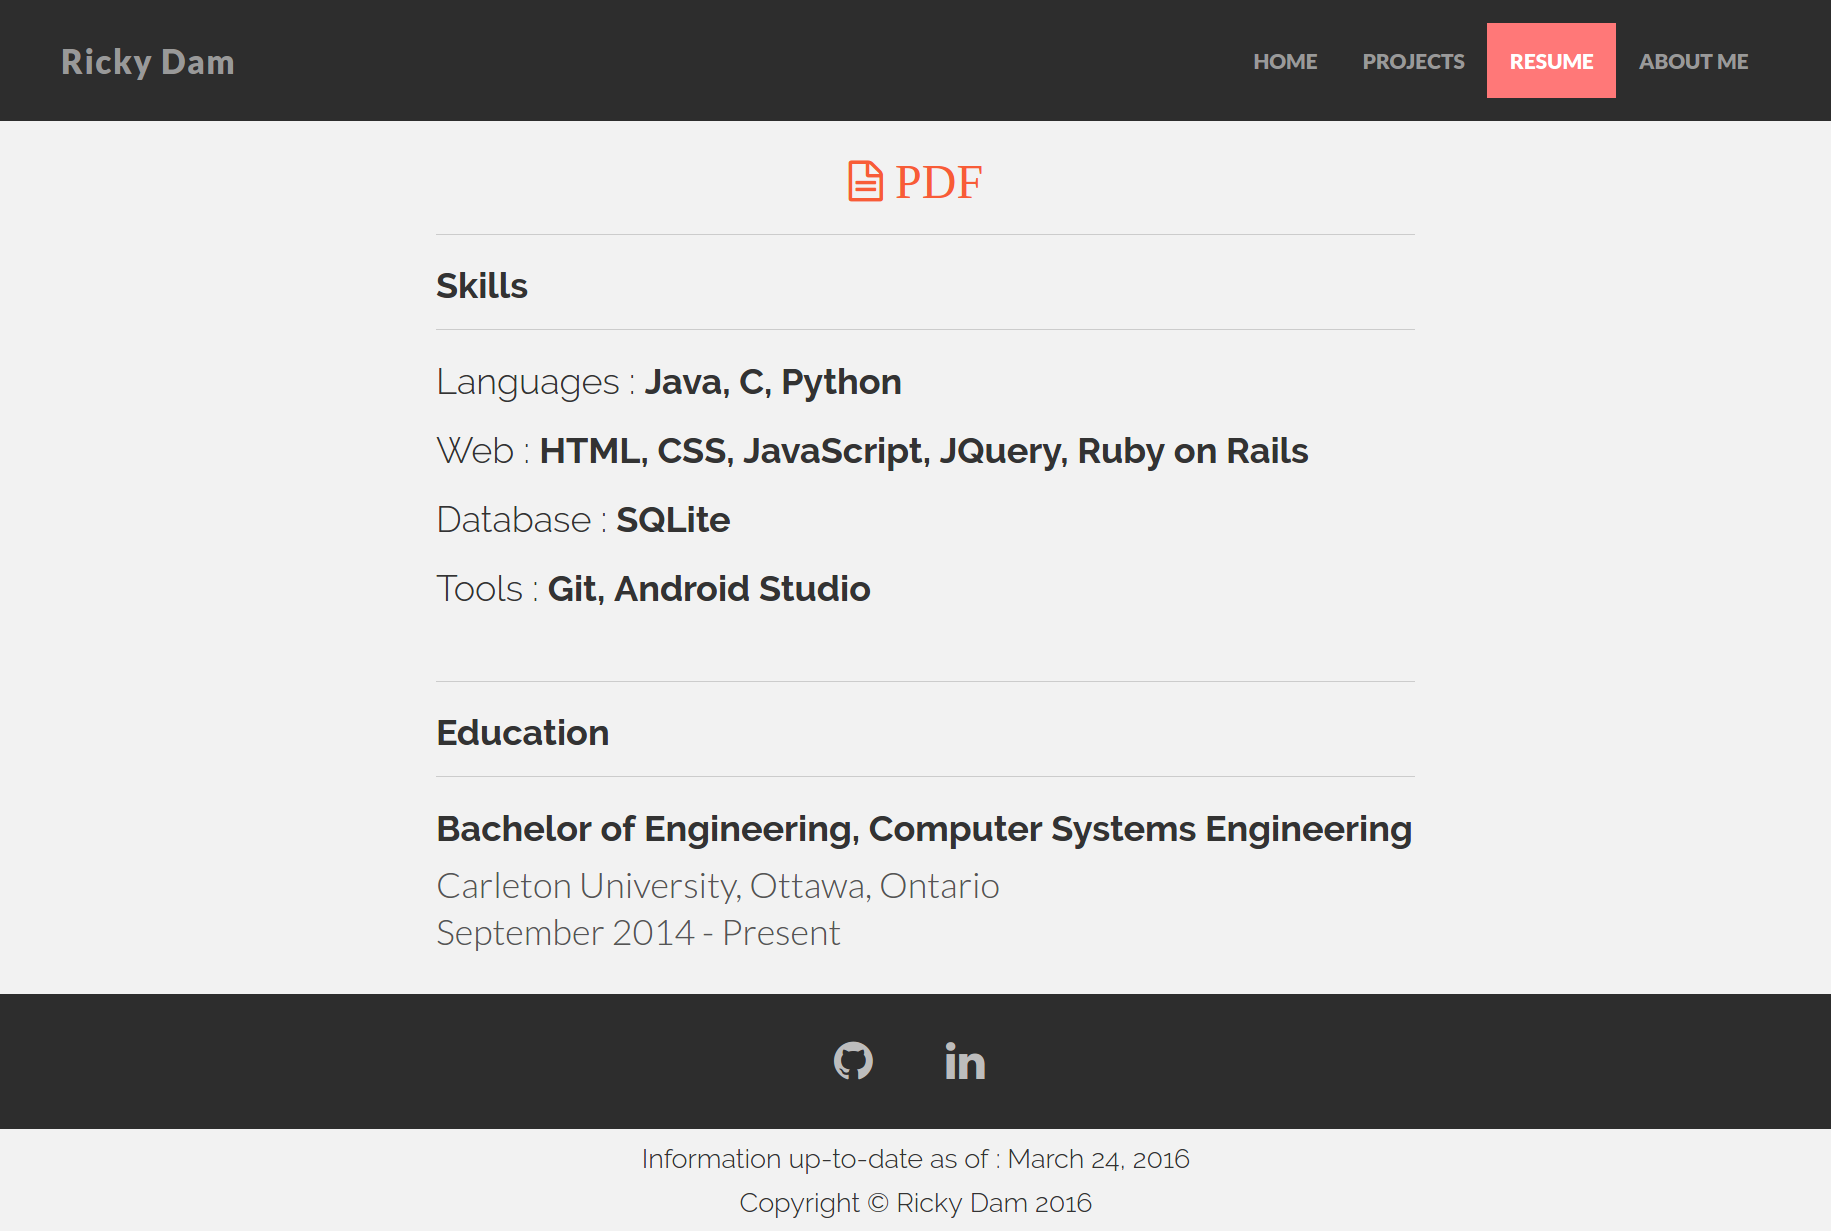 Ricky Dam
HOME PROJECTS RESUME ABOUT ME
PDF
Skills
Languages : Java, C, Python
Web : HTML, CSS, JavaScript, JQuery, Ruby on Rails
Database : SQLite
Tools : Git, Android Studio
Education
Bachelor of Engineering, Computer Systems Engineering
Carleton University, Ottawa, Ontario
September 2014 - Present
in
Information up-to-date as of : March 24, 2016
Copyright © Ricky Dam 2016